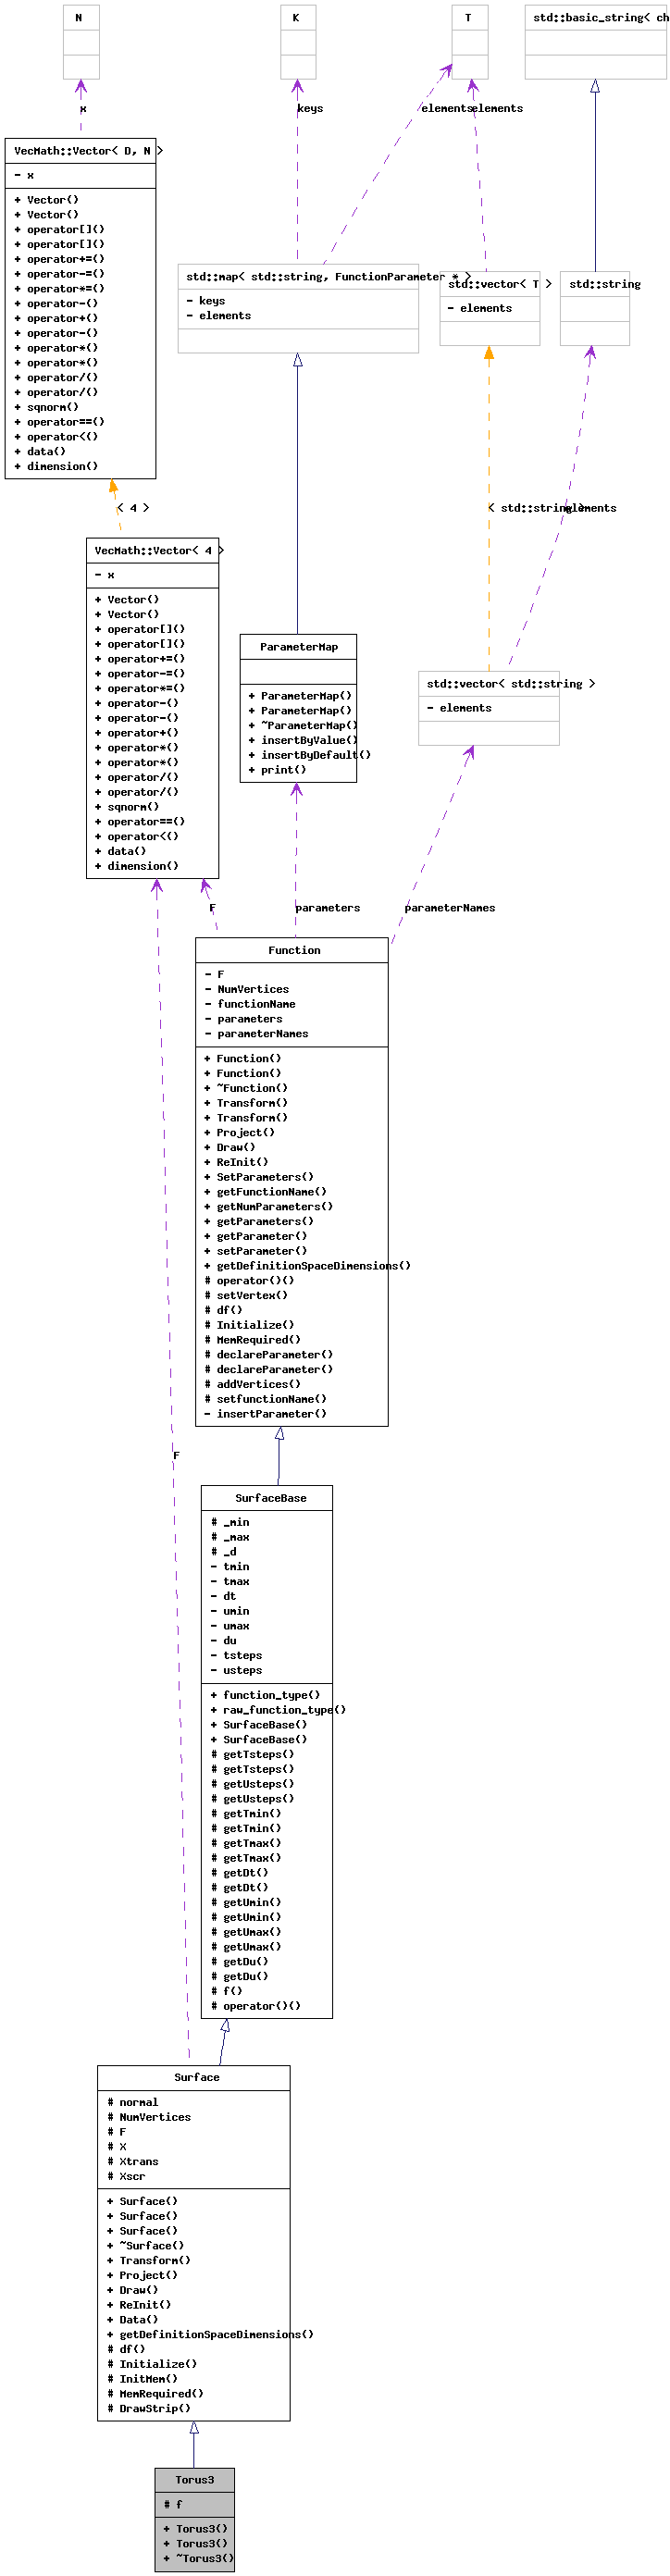 N
K
T
std::basic_string< ch
x
keys
elements
elements
VecMath::Vector< D, N >
- x
+ Vector()
+ Vector()
+ operator[]()
+ operator[]()
+ operator+=()
+ operator-=()
+ operator*=()
+ operator-()
+ operator+()
+ operator-()
+ operator*()
+ operator*()
+ operator/()
+ operator/()
+ sqnorm()
+ operator==()
+ operator<()
+ data()
+ dimension()
std::map< std::string, FunctionParameter * >
- keys
- elements
std::vector< T >
- elements
std::string
< 4 >
< std::string >
elements
VecMath::Vector< 4 >
- x
+ Vector()
+ Vector()
+ operator[]()
+ operator[]()
+ operator+=()
+ operator-=()
+ operator*=()
+ operator-()
+ operator-()
+ operator+()
+ operator*()
+ operator*()
+ operator/()
+ operator/()
+ sqnorm()
+ operator==()
+ operator<()
+ data()
+ dimension()
ParameterMap
+ ParameterMap()
+ ParameterMap()
+ ~ParameterMap()
+ insertByValue()
+ insertByDefault()
+ print()
std::vector< std::string >
- elements
F
parameters
parameterNames
Function
- F
- NumVertices
- functionName
- parameters
- parameterNames
+ Function()
+ Function()
+ ~Function()
+ Transform()
+ Transform()
+ Project()
+ Draw()
+ ReInit()
+ SetParameters()
+ getFunctionName()
+ getNumParameters()
+ getParameters()
+ getParameter()
+ setParameter()
+ getDefinitionSpaceDimensions()
# operator()()
# setVertex()
# df()
# Initialize()
# MemRequired()
# declareParameter()
# declareParameter()
# addVertices()
# setfunctionName()
- insertParameter()
F
SurfaceBase
# _min
# _max
# _d
- tmin
- tmax
- dt
- umin
- umax
- du
- tsteps
- usteps
+ function_type()
+ raw_function_type()
+ SurfaceBase()
+ SurfaceBase()
# getTsteps()
# getTsteps()
# getUsteps()
# getUsteps()
# getTmin()
# getTmin()
# getTmax()
# getTmax()
# getDt()
# getDt()
# getUmin()
# getUmin()
# getUmax()
# getUmax()
# getDu()
# getDu()
# f()
# operator()()
Surface
# normal
# NumVertices
# F
# X
# Xtrans
# Xscr
+ Surface()
+ Surface()
+ Surface()
+ ~Surface()
+ Transform()
+ Project()
+ Draw()
+ ReInit()
+ Data()
+ getDefinitionSpaceDimensions()
# df()
# Initialize()
# InitMem()
# MemRequired()
# DrawStrip()
Torus3
# f
+ Torus3()
+ Torus3()
+ ~Torus3()